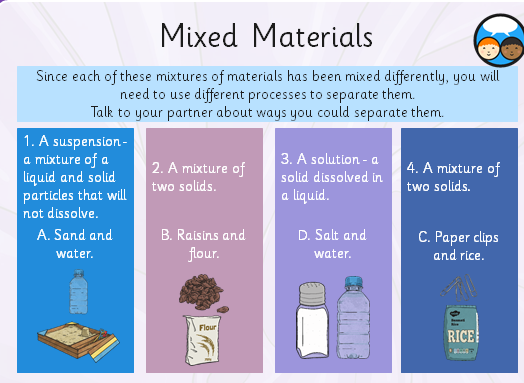 Mixed Materials
Since each of these mixtures of materials has been mixed differently, you will
need to use different processes to separate them.
Talk to your partner about ways you could separate them.
1. A suspension -
a mixture of a
liquid and solid
particles that will
not dissolve.
A. Sand and
water.
2. A mixture of
two solids.
B. Raisins and
flour.
Flour
3. A solution - a
solid dissolved in
a liquid.
D. Salt and
water.
4. A mixture of
two solids.
C. Paper clips
and rice.
RICE